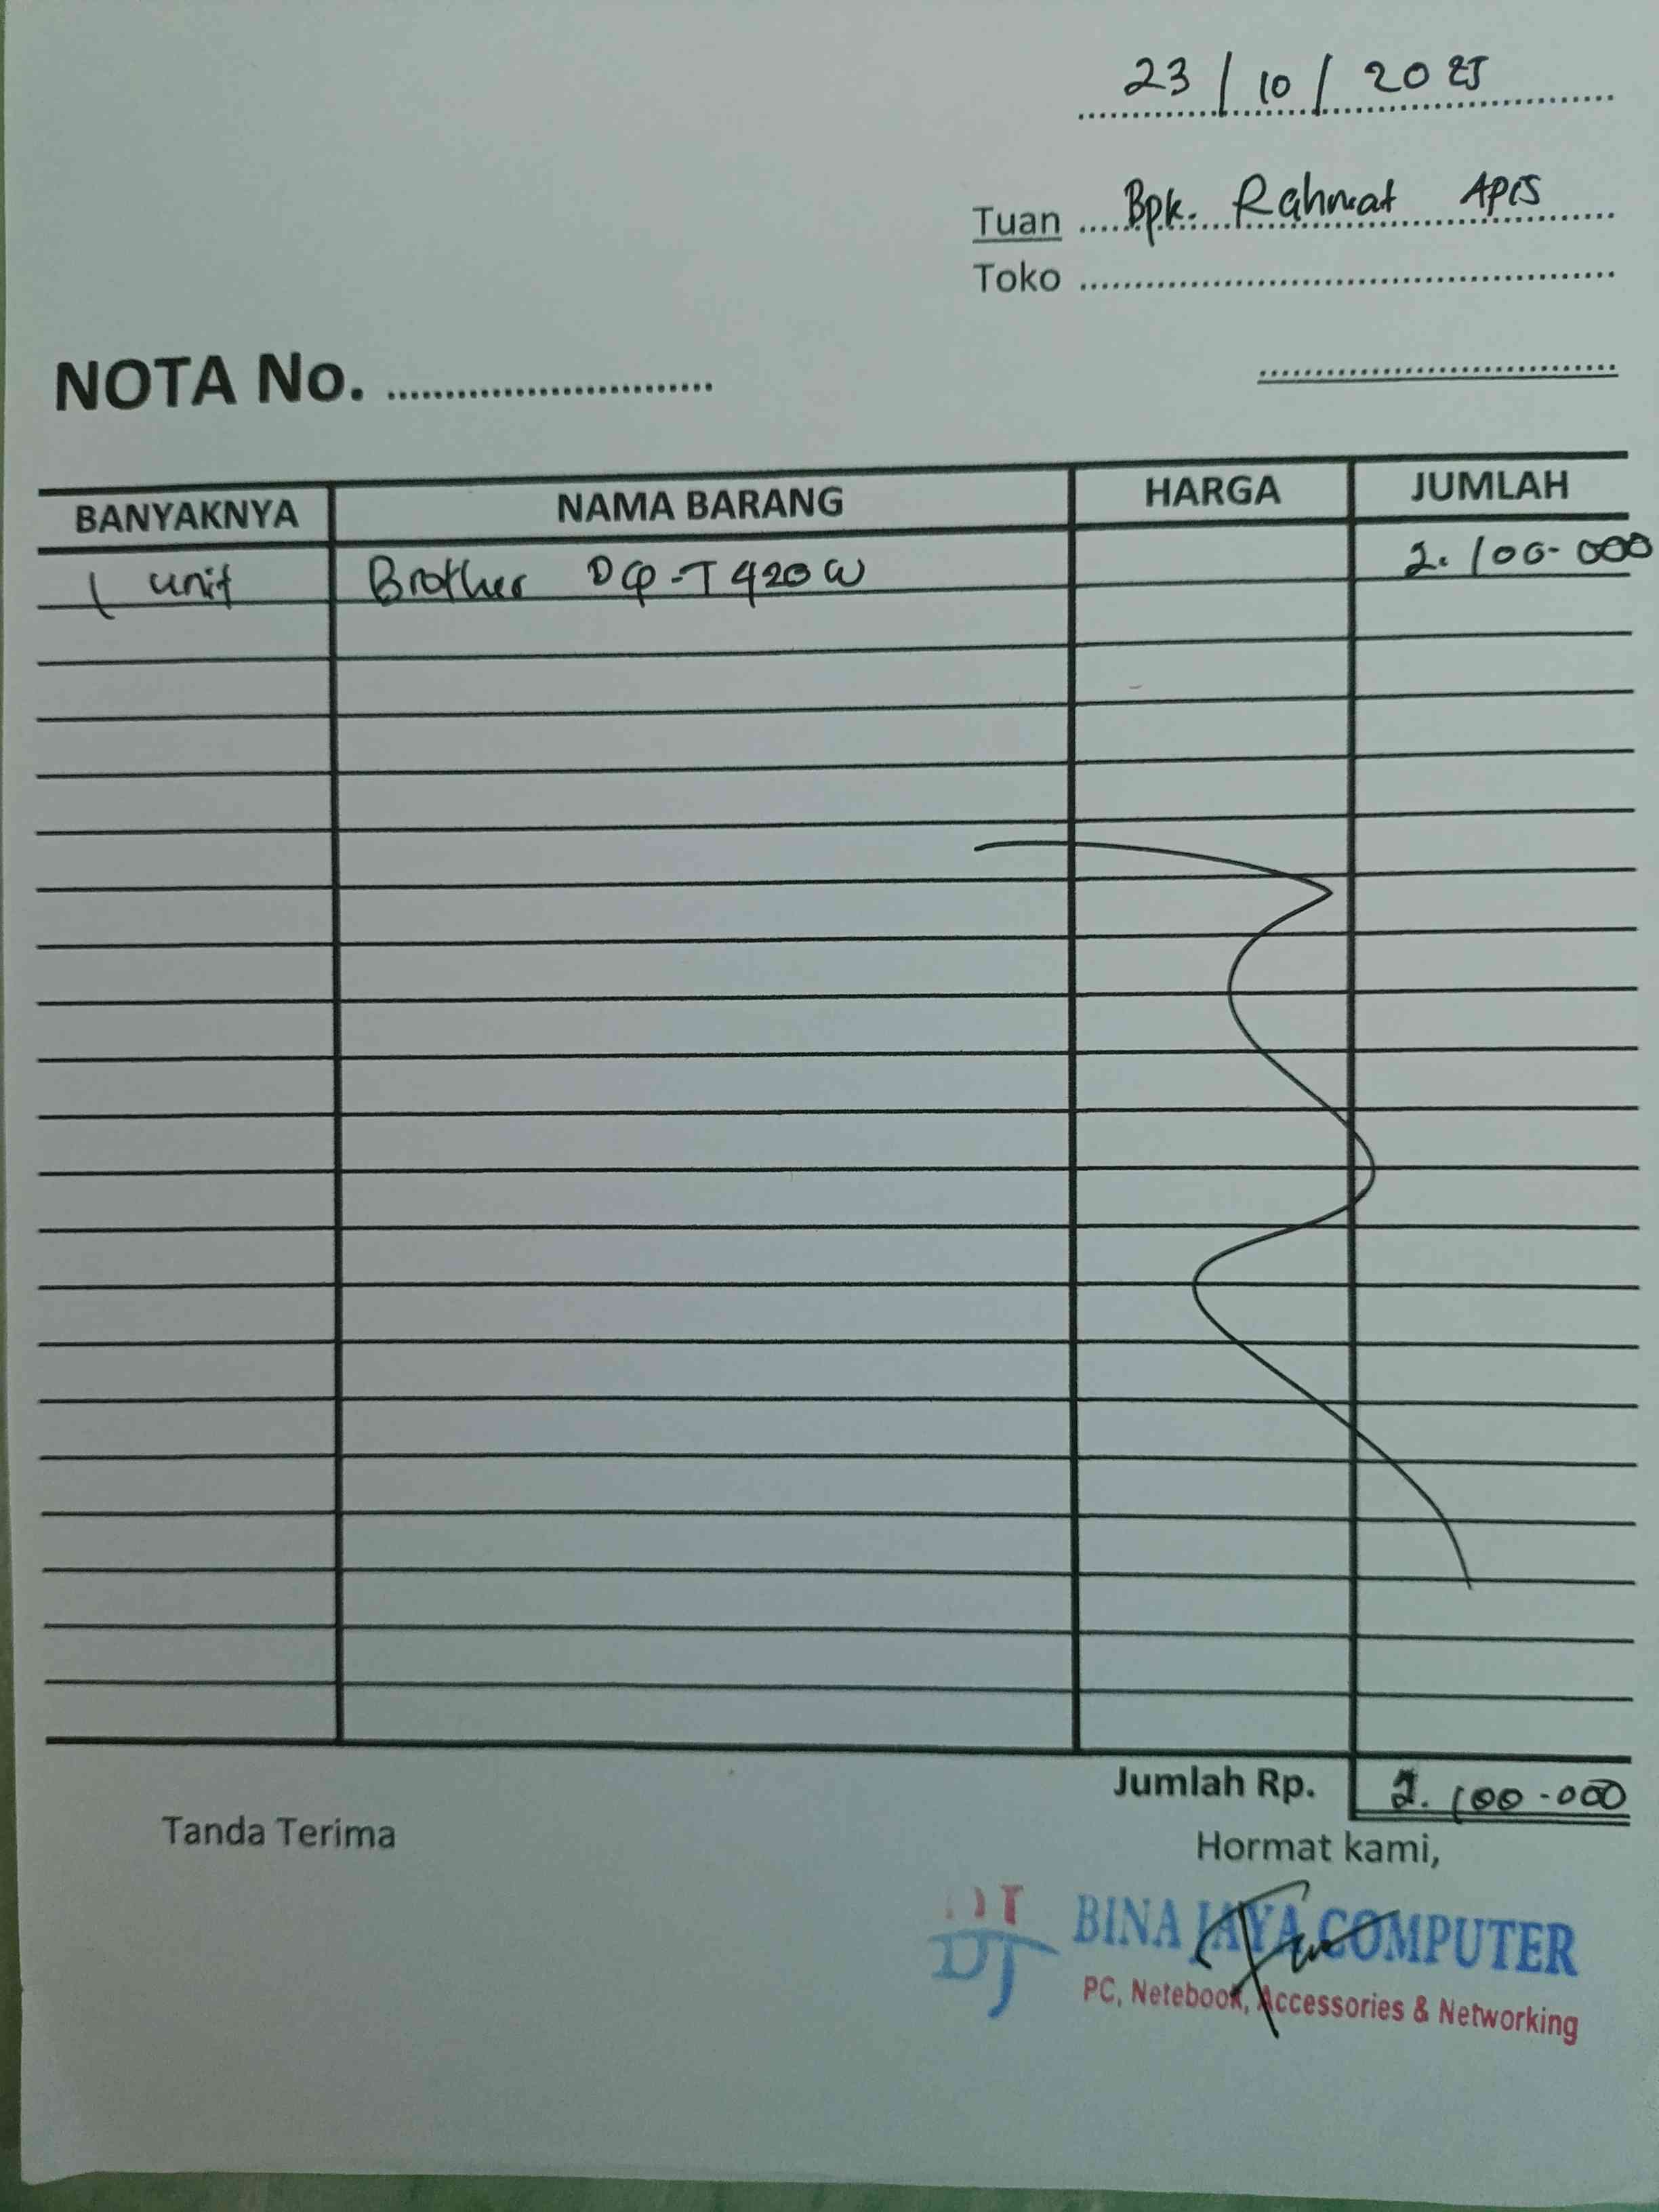 23 / 10 / 2025
Tuan Bpk. Rahmat
Toko
NOTA No.
BANYAKNYA NAMA BARANG HARGA JUMLAH
1 unit Brother DCP-T420W 2.100.000
Jumlah Rp. 2.100.000
Tanda Terima
Hormat kami,
BJ BINA JAYA COMPUTER
PC, Netebook, Accessories & Networking